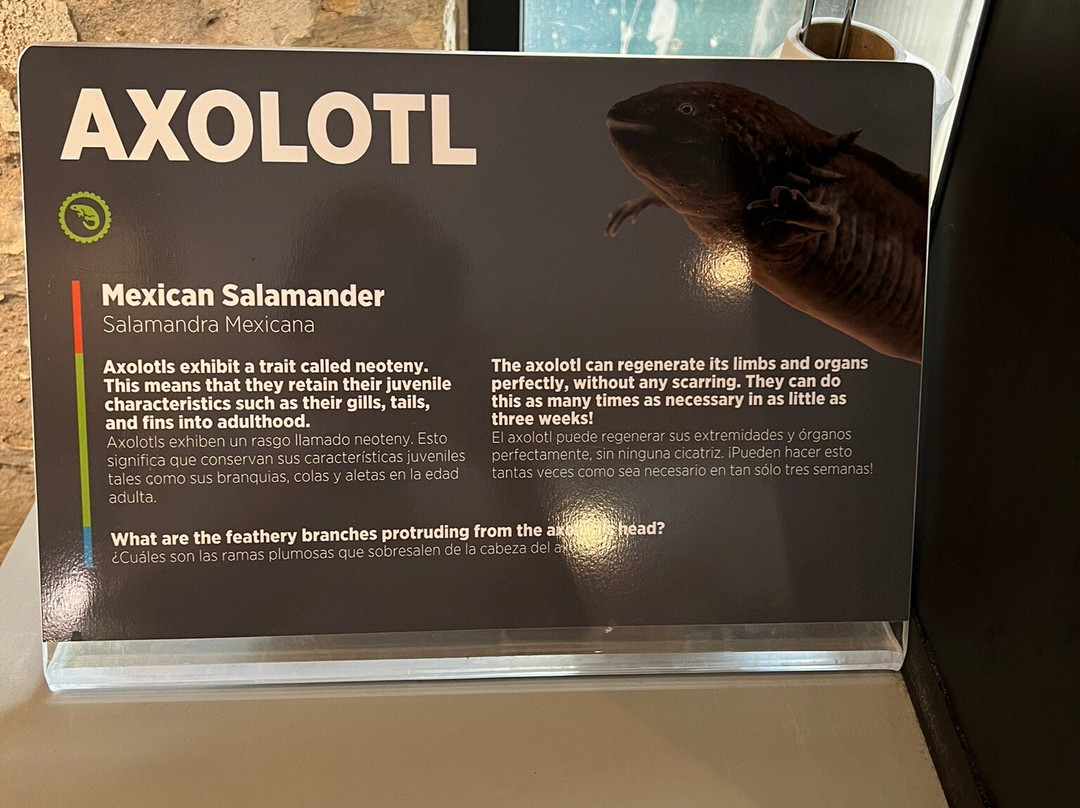 AXOLOTL
Mexican Salamander
Salamandra Mexicana
Axolotls exhibit a trait called neoteny.
This means that they retain their juvenile
characteristics such as their gills, tails,
and fins into adulthood.
Axolotls exhiben un rasgo llamado neoteny. Esto
significa que conservan sus características juveniles
tales como sus branquias, colas y aletas en la edad
adulta.
The axolotl can regenerate its limbs and organs
perfectly, without any scarring. They can do
this as many times as necessary in as little as
three weeks!
El axolotl puede regenerar sus extremidades y órganos
perfectamente, sin ninguna cicatriz. ¡Pueden hacer esto
tantas veces como sea necesario en tan sólo tres semanas!
What are the feathery branches protruding from the head?
¿Cuáles son las ramas plumosas que sobresalen de la cabeza del